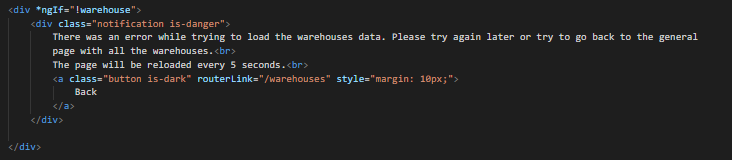 <div *ngIf="!warehouse">
<div class="notification is-danger">
There was an error while trying to load the warehouses data. Please try again later or try to go back to the general
page with all the warehouses.<br>
The page will be reloaded every 5 seconds.<br>
<a class="button is-dark" routerLink="/warehouses" style="margin: 10px;">
Back
</a>
</div>
</div>